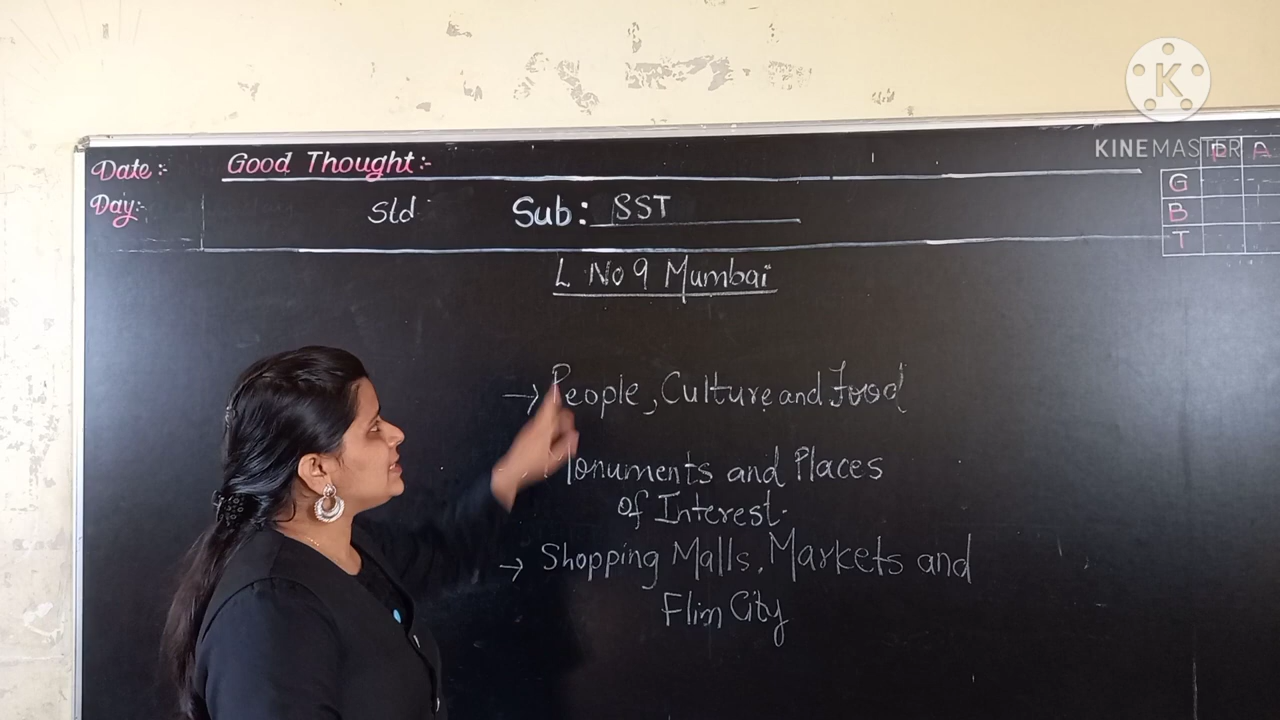 K
KINEMASTER
Date:-
Good Thought:-
Day:-
Std
Sub: SST
P A
G
B
T
L No 9 Mumbai
→ People, Culture and Food
Monuments and Places
of Interest.
→ Shopping Malls, Markets and
Flim City